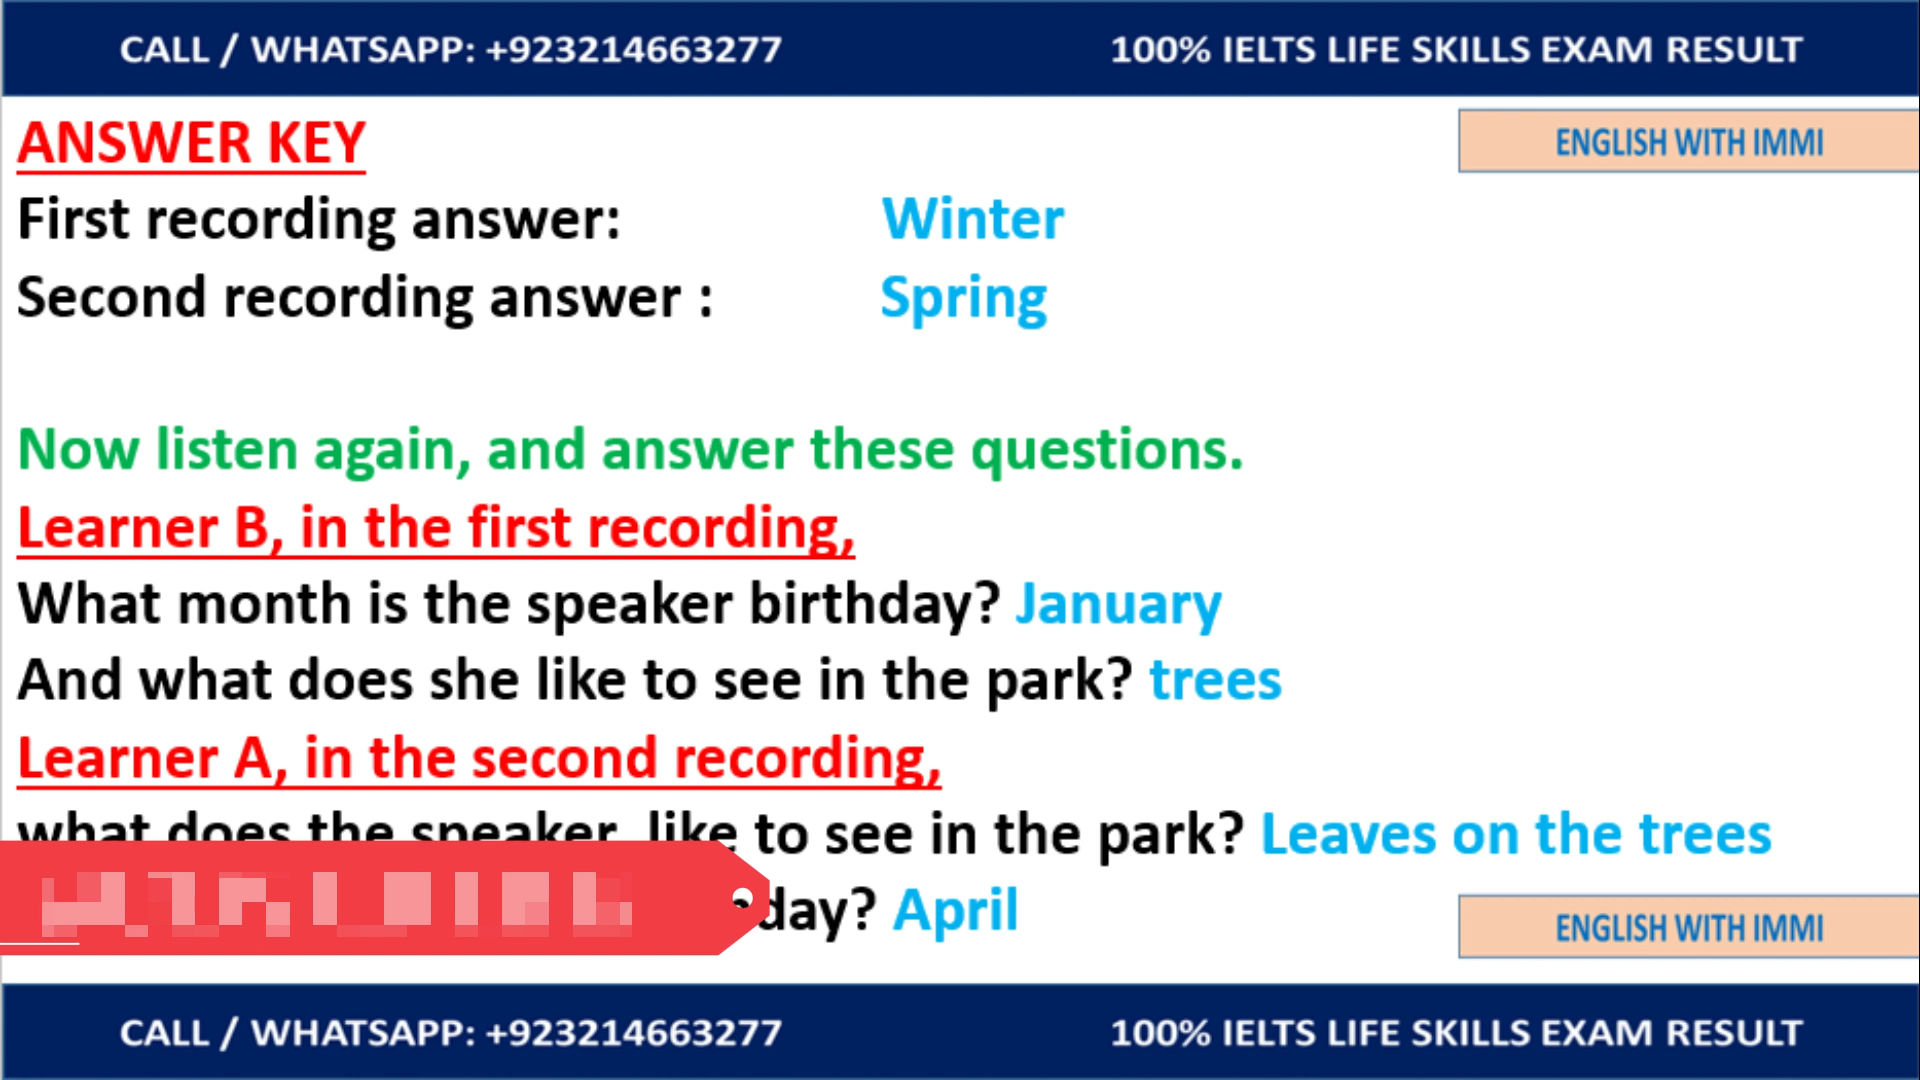 CALL / WHATSAPP: +923214663277 100% IELTS LIFE SKILLS EXAM RESULT
ANSWER KEY
ENGLISH WITH IMMI
First recording answer: Winter
Second recording answer : Spring
Now listen again, and answer these questions.
Learner B, in the first recording,
What month is the speaker birthday? January
And what does she like to see in the park? trees
Learner A, in the second recording,
what does the speaker like to see in the park? Leaves on the trees
day? April
ENGLISH WITH IMMI
CALL / WHATSAPP: +923214663277 100% IELTS LIFE SKILLS EXAM RESULT